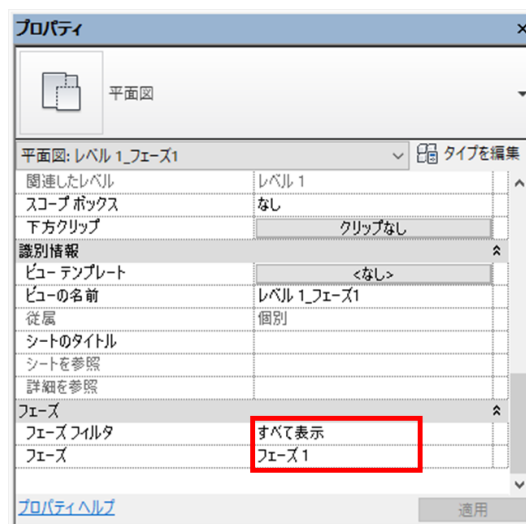 プロパティ
平面図
平面図: レベル 1_フェーズ1 タイプを編集
関連したレベル レベル 1
スコープ ボックス なし
下方クリップ クリップなし
識別情報
ビュー テンプレート <なし>
ビューの名前 レベル 1_フェーズ1
従属 個別
シートのタイトル
シートを参照
詳細を参照
フェーズ
フェーズ フィルタ すべて表示
フェーズ フェーズ 1
プロパティ ヘルプ 適用